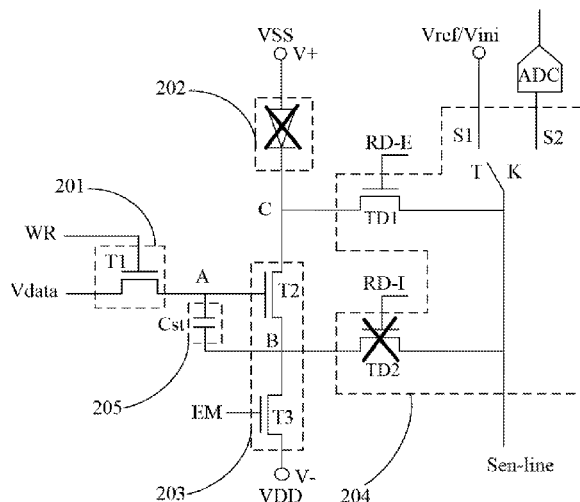 VSS
V+
Vref/Vini
ADC
202
S1
S2
RD-E
T
K
201
C
TD1
WR
T1
A
T2
RD-I
Vdata
Cst
B
TD2
205
EM
T3
203
V-
VDD
204
Sen-line